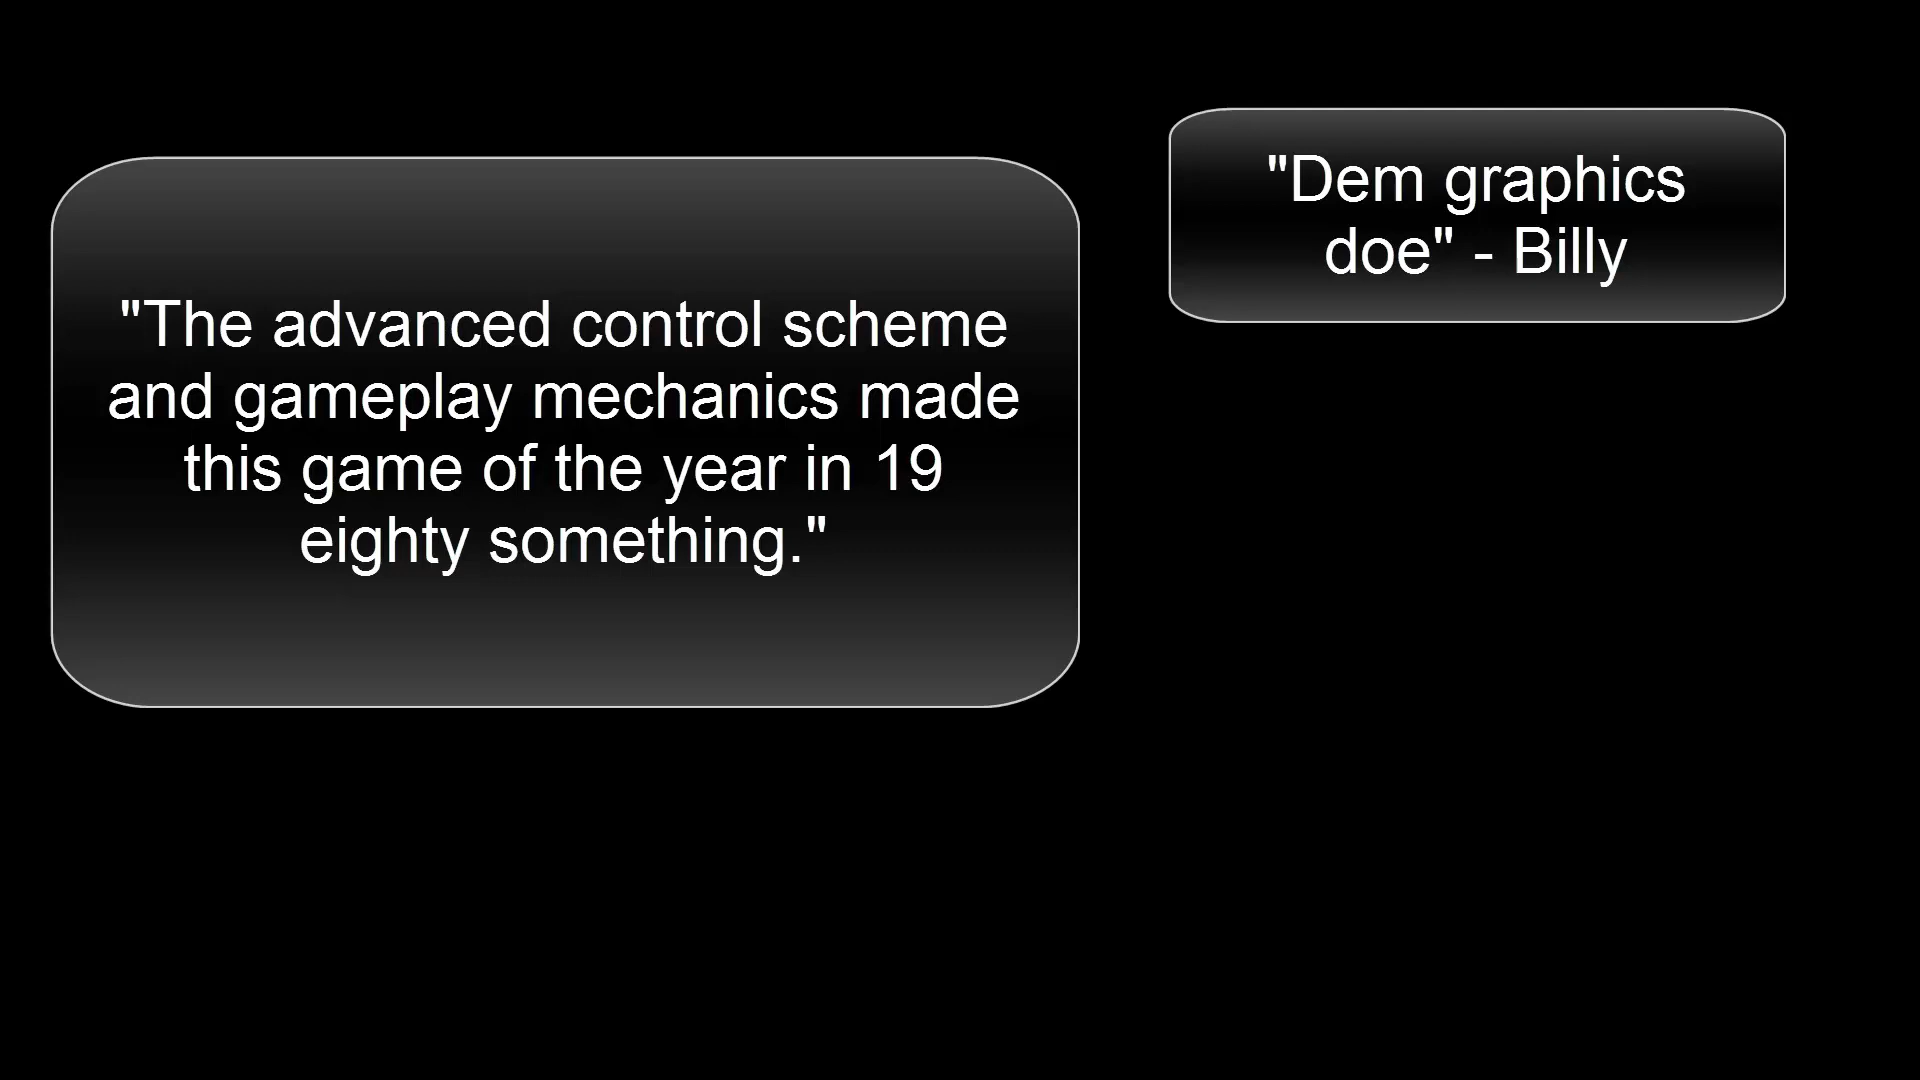 "The advanced control scheme
and gameplay mechanics made
this game of the year in 19
eighty something."
"Dem graphics
doe" - Billy